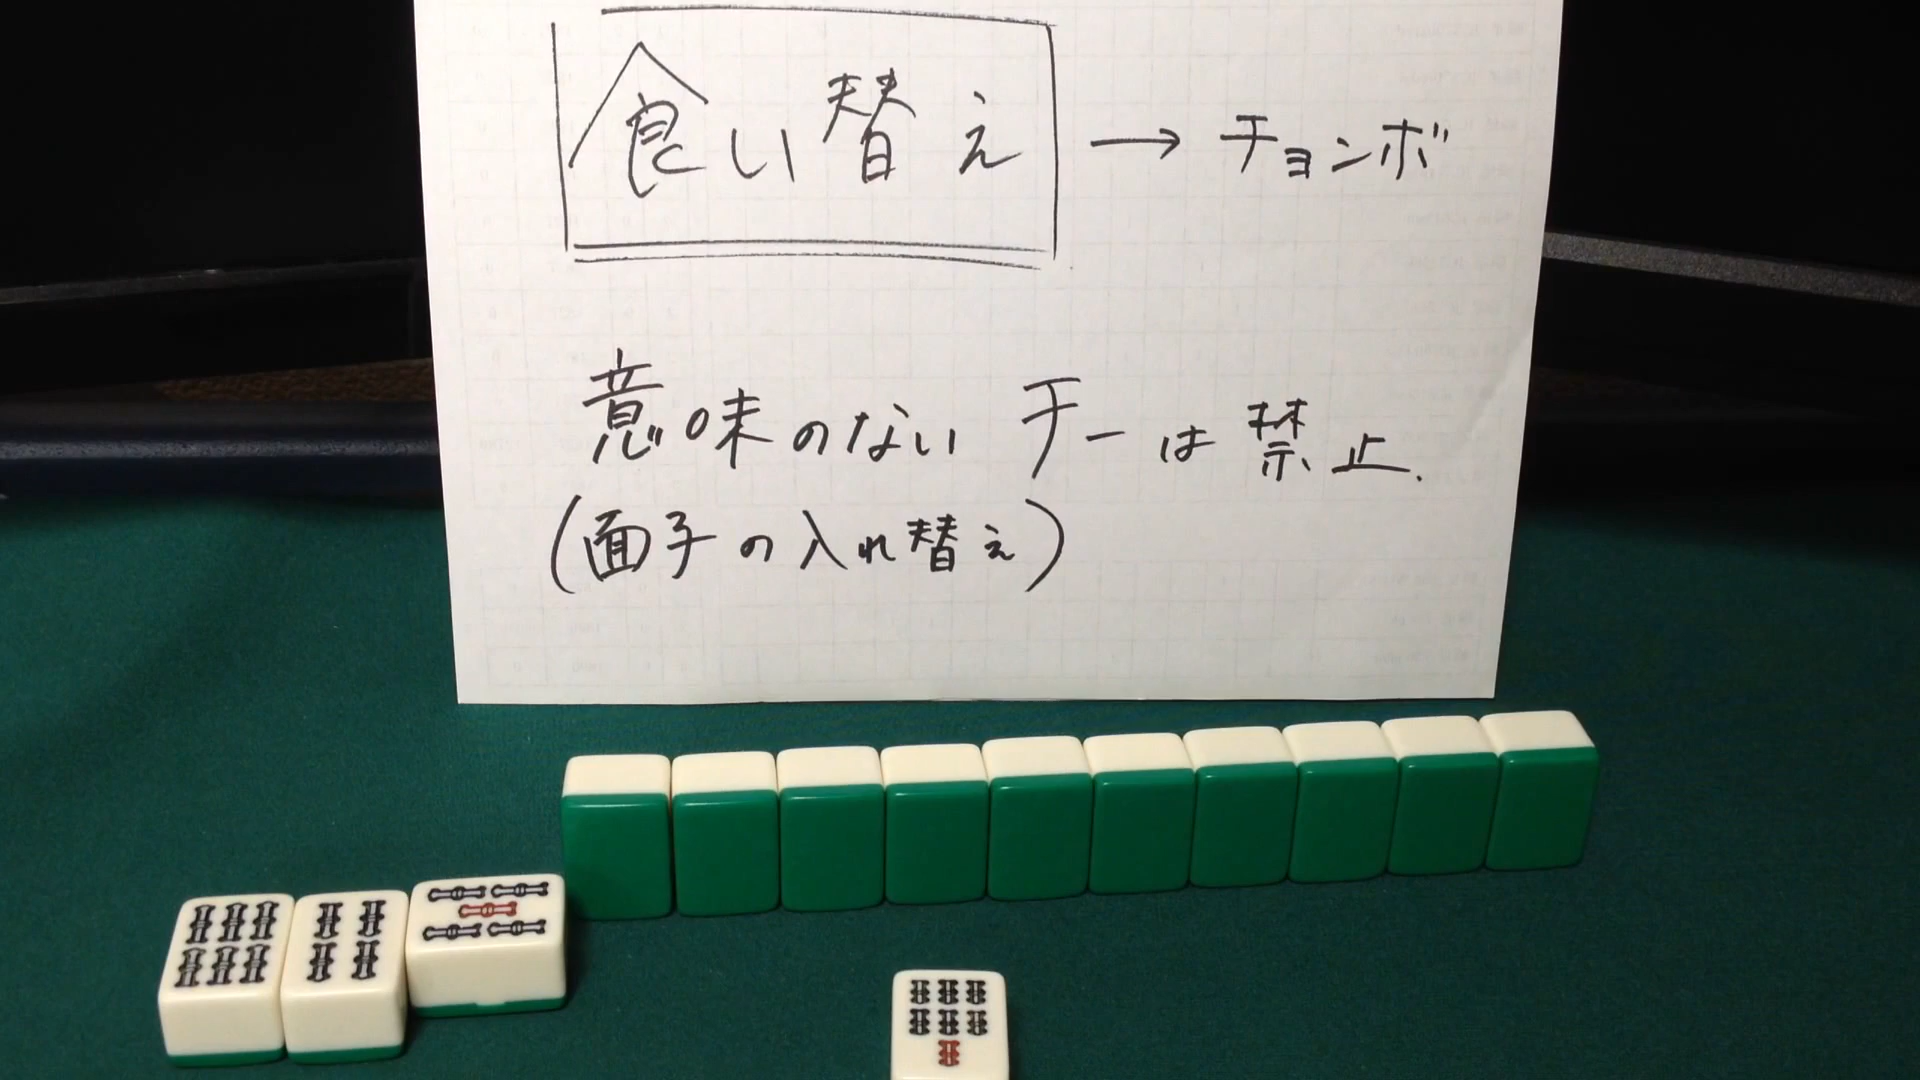 食い替え → チョンボ
意味のない チーは禁止.
(面子の入れ替え)